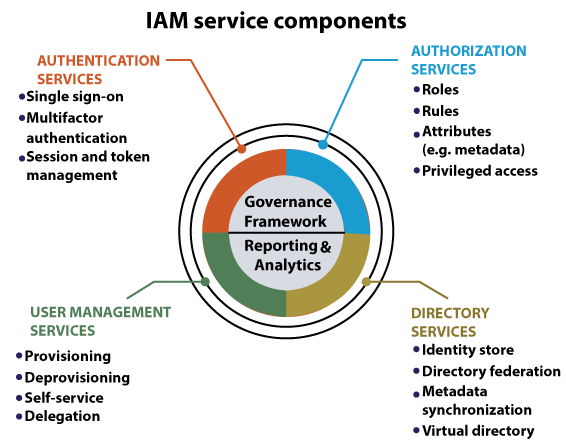 IAM service components
AUTHENTICATION
SERVICES
• Single sign-on
• Multifactor
authentication
• Session and token
management
AUTHORIZATION
SERVICES
• Roles
• Rules
• Attributes
(e.g. metadata)
• Privileged access
Governance
Framework
Reporting &
Analytics
USER MANAGEMENT
SERVICES
• Provisioning
• Deprovisioning
• Self-service
• Delegation
DIRECTORY
SERVICES
• Identity store
• Directory federation
• Metadata
synchronization
• Virtual directory